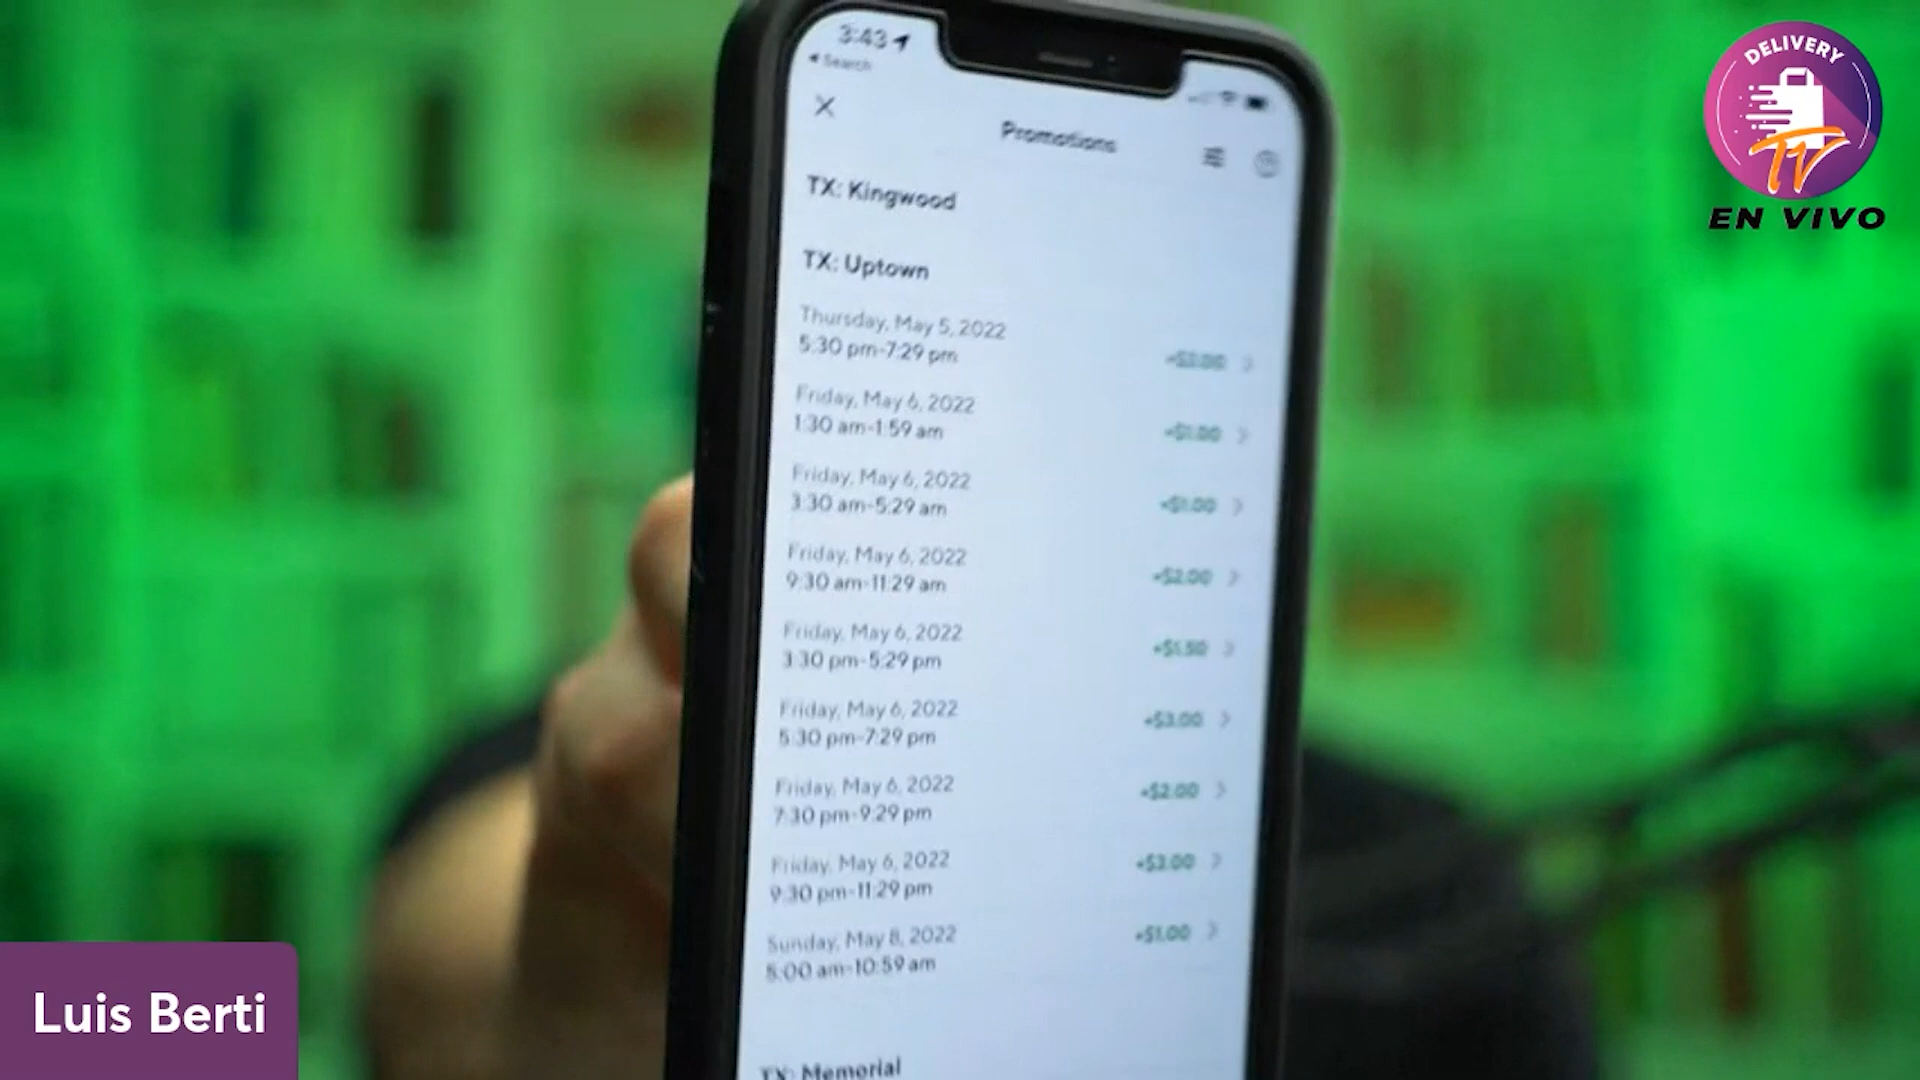 3:43
Search
Promotions
TX: Kingwood
TX: Uptown
Thursday, May 5, 2022
5:30 pm-7:29 pm
Friday, May 6, 2022
1:30 am-1:59 am
+$1.00
Friday, May 6, 2022
3:30 am-5:29 am
+$1.00
Friday, May 6, 2022
9:30 am-11:29 am
+$2.00
Friday, May 6, 2022
3:30 pm-5:29 pm
+$1.50
Friday, May 6, 2022
5:30 pm-7:29 pm
+$3.00
Friday, May 6, 2022
7:30 pm-9:29 pm
+$2.00
Friday, May 6, 2022
9:30 pm-11:29 pm
Sunday, May 8, 2022
5:00 am-10:59 am
+$1.00
TX: Memorial
DELIVERY
TV
EN VIVO
Luis Berti